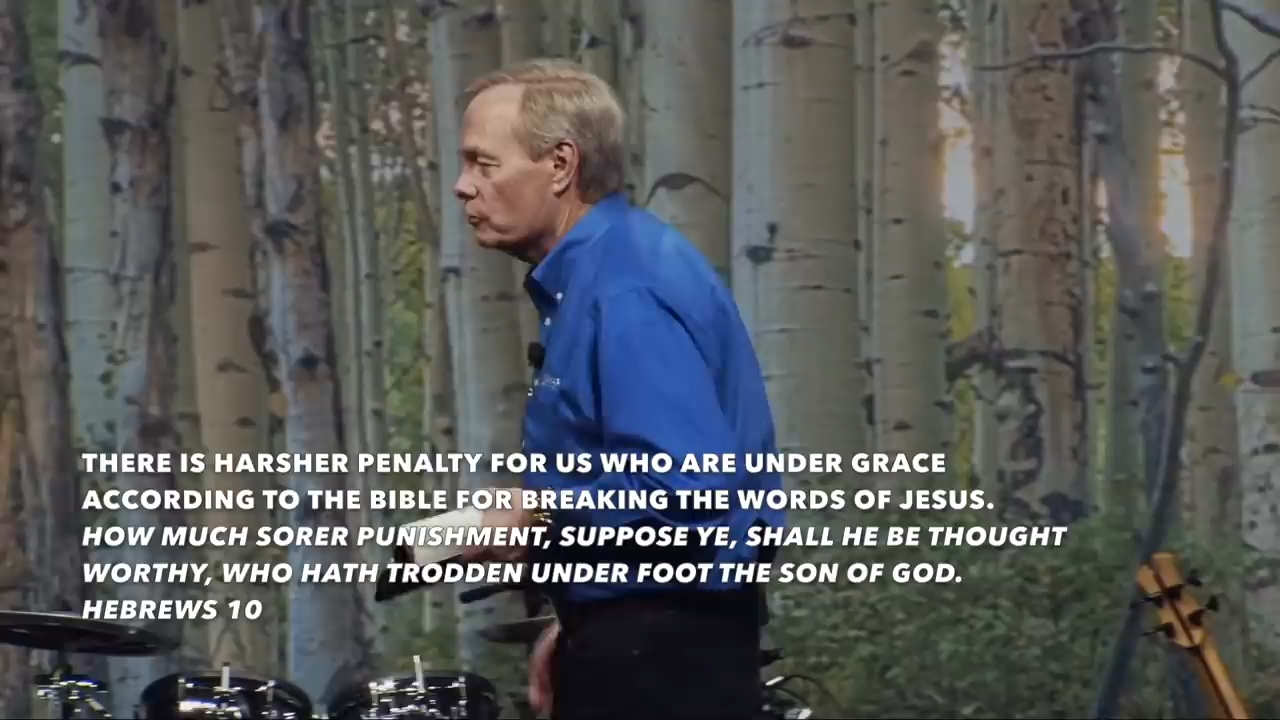 THERE IS HARSHER PENALTY FOR US WHO ARE UNDER GRACE
ACCORDING TO THE BIBLE FOR BREAKING THE WORDS OF JESUS.
HOW MUCH SORER PUNISHMENT, SUPPOSE YE, SHALL HE BE THOUGHT
WORTHY, WHO HATH TRODDEN UNDER FOOT THE SON OF GOD.
HEBREWS 10